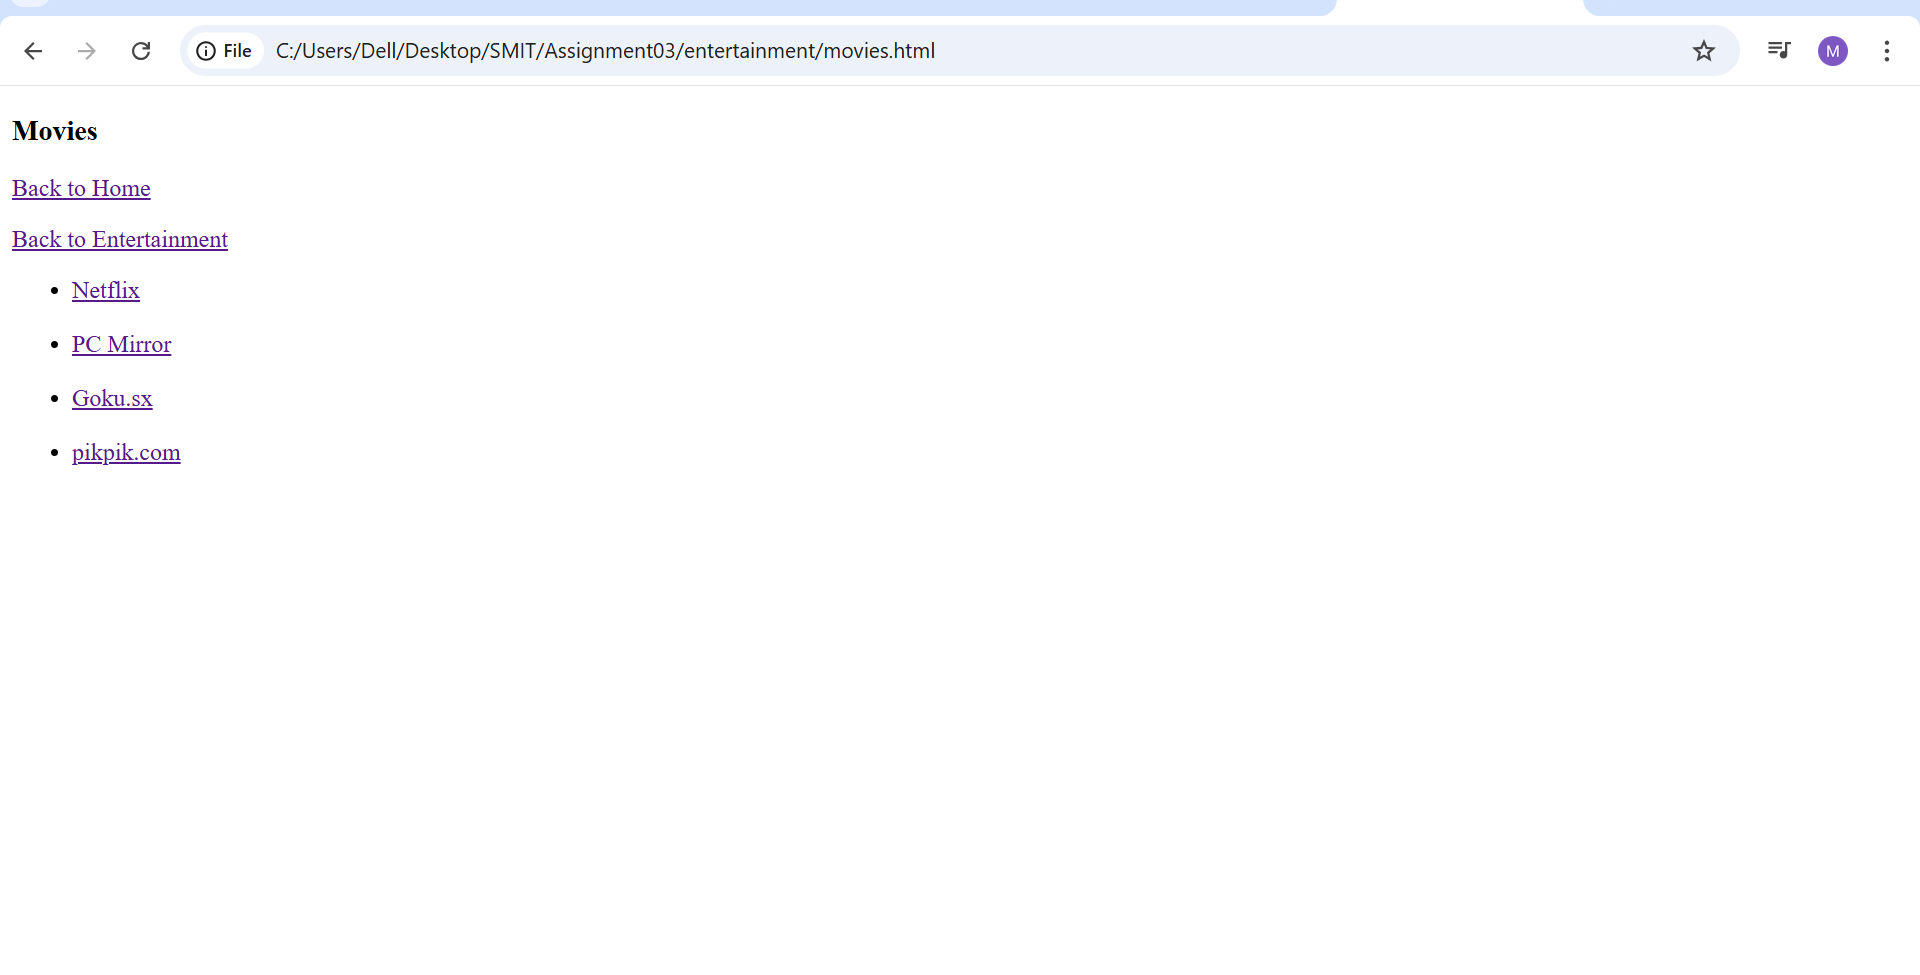 File C:/Users/Dell/Desktop/SMIT/Assignment03/entertainment/movies.html M
Movies
Back to Home
Back to Entertainment
Netflix
PC Mirror
Goku.sx
pikpik.com